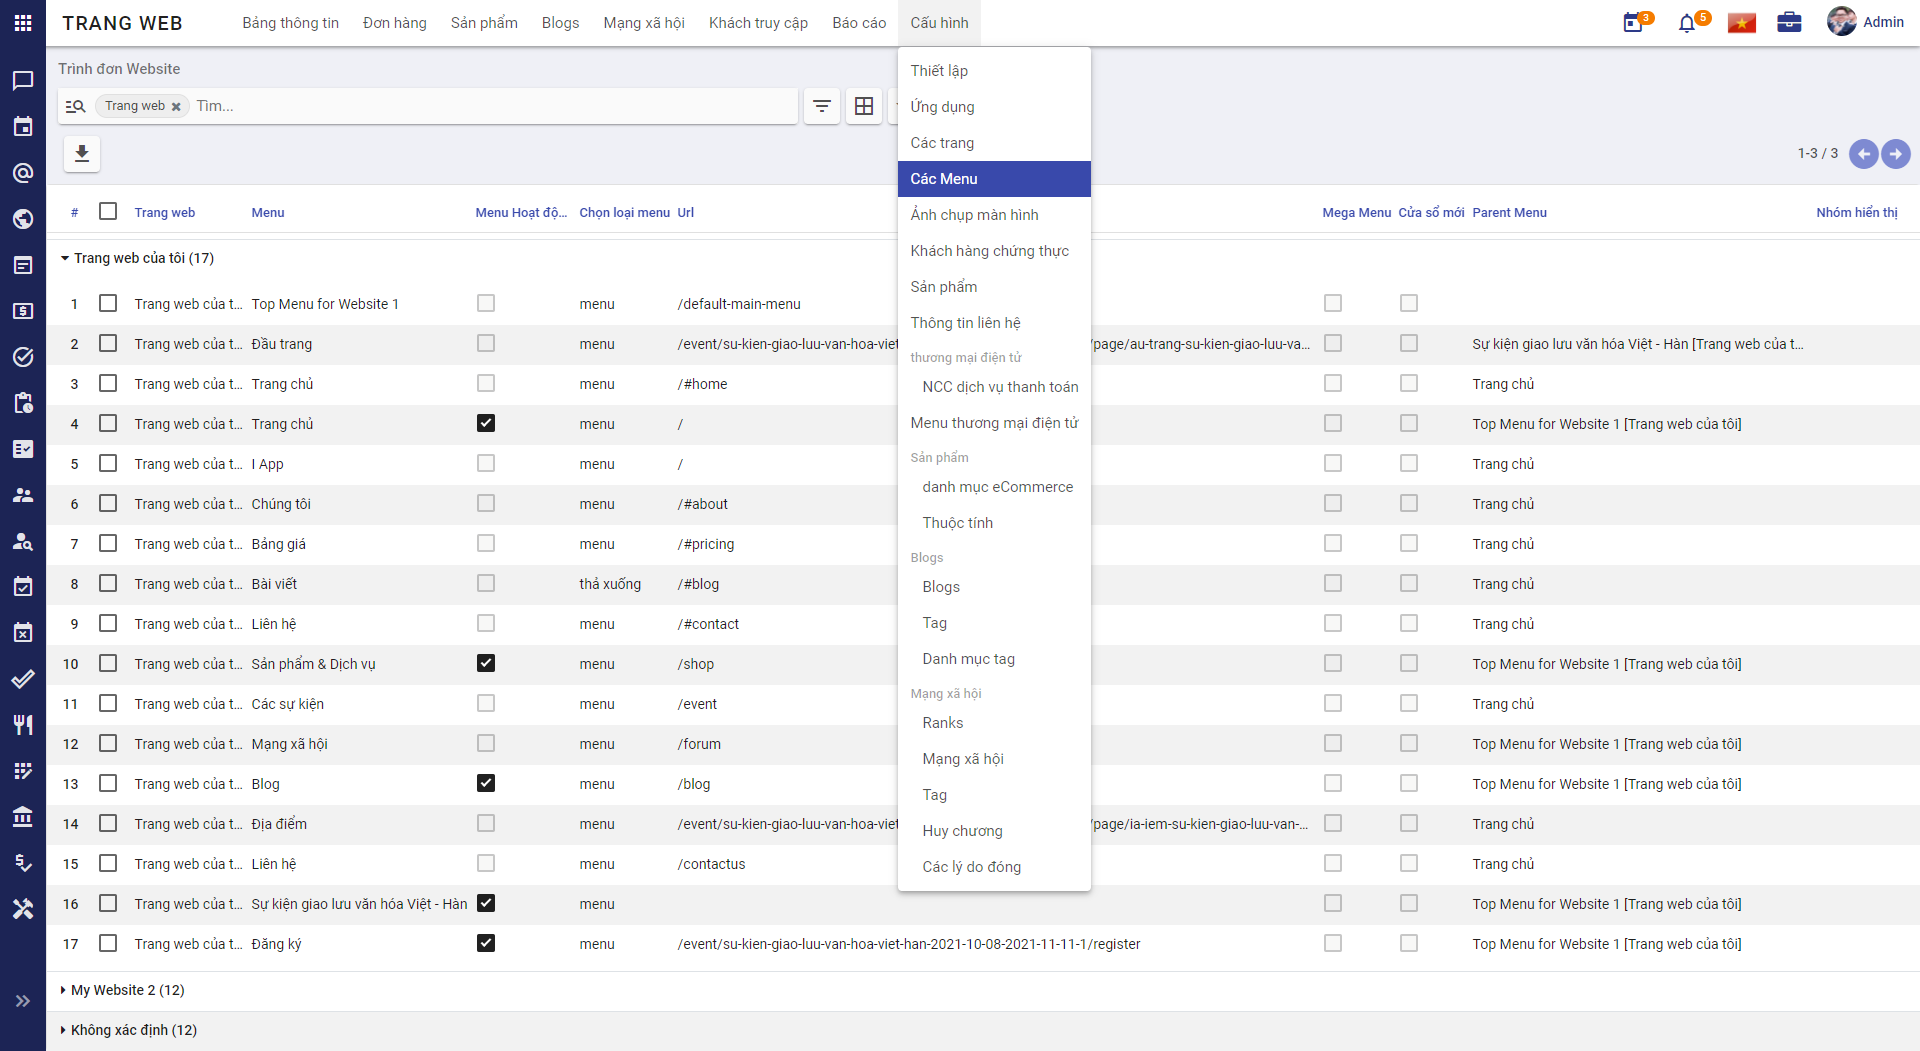 TRANG WEB Bảng thông tin Đơn hàng Sản phẩm Blogs Mạng xã hội Khách truy cập Báo cáo Cấu hình 3 5 Admin
Trình đơn Website
Trang web Tìm...
1-3 / 3
Thiết lập
Ứng dụng
Các trang
Các Menu
Ảnh chụp màn hình
Khách hàng chứng thực
Sản phẩm
Thông tin liên hệ
thương mại điện tử
NCC dịch vụ thanh toán
Menu thương mại điện tử
Sản phẩm
danh mục eCommerce
Thuộc tính
Blogs
Blogs
Tag
Danh mục tag
Mạng xã hội
Ranks
Mạng xã hội
Tag
Huy chương
Các lý do đóng
# Trang web Menu Menu Hoạt độ... Chọn loại menu Url Mega Menu Cửa sổ mới Parent Menu Nhóm hiển thị
Trang web của tôi (17)
1 Trang web của t... Top Menu for Website 1 menu /default-main-menu
2 Trang web của t... Đầu trang menu /event/su-kien-giao-luu-van-hoa-viet /page/au-trang-su-kien-giao-luu-va... Sự kiện giao lưu văn hóa Việt - Hàn [Trang web của t...
3 Trang web của t... Trang chủ menu /#home Trang chủ
4 Trang web của t... Trang chủ menu / Top Menu for Website 1 [Trang web của tôi]
5 Trang web của t... I App menu / Trang chủ
6 Trang web của t... Chúng tôi menu /#about Trang chủ
7 Trang web của t... Bảng giá menu /#pricing Trang chủ
8 Trang web của t... Bài viết thả xuống /#blog Trang chủ
9 Trang web của t... Liên hệ menu /#contact Trang chủ
10 Trang web của t... Sản phẩm & Dịch vụ menu /shop Top Menu for Website 1 [Trang web của tôi]
11 Trang web của t... Các sự kiện menu /event Trang chủ
12 Trang web của t... Mạng xã hội menu /forum Top Menu for Website 1 [Trang web của tôi]
13 Trang web của t... Blog menu /blog Top Menu for Website 1 [Trang web của tôi]
14 Trang web của t... Địa điểm menu /event/su-kien-giao-luu-van-hoa-viet /page/ia-iem-su-kien-giao-luu-van-... Trang chủ
15 Trang web của t... Liên hệ menu /contactus Trang chủ
16 Trang web của t... Sự kiện giao lưu văn hóa Việt - Hàn menu Top Menu for Website 1 [Trang web của tôi]
17 Trang web của t... Đăng ký menu /event/su-kien-giao-luu-van-hoa-viet-han-2021-10-08-2021-11-11-1/register Top Menu for Website 1 [Trang web của tôi]
My Website 2 (12)
Không xác định (12)